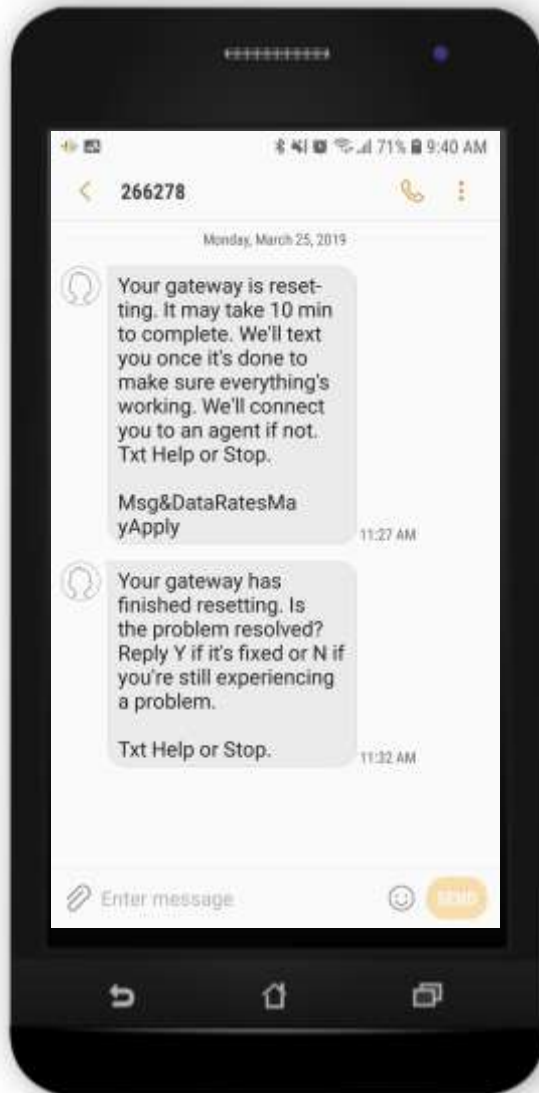 71% 9:40 AM
266278
Monday, March 25, 2019
Your gateway is reset-
ting. It may take 10 min
to complete. We'll text
you once it's done to
make sure everything's
working. We'll connect
you to an agent if not.
Txt Help or Stop.
Msg&DataRatesMa
yApply
11:27 AM
Your gateway has
finished resetting. Is
the problem resolved?
Reply Y if it's fixed or N if
you're still experiencing
a problem.
Txt Help or Stop.
11:32 AM
Enter message
SEND